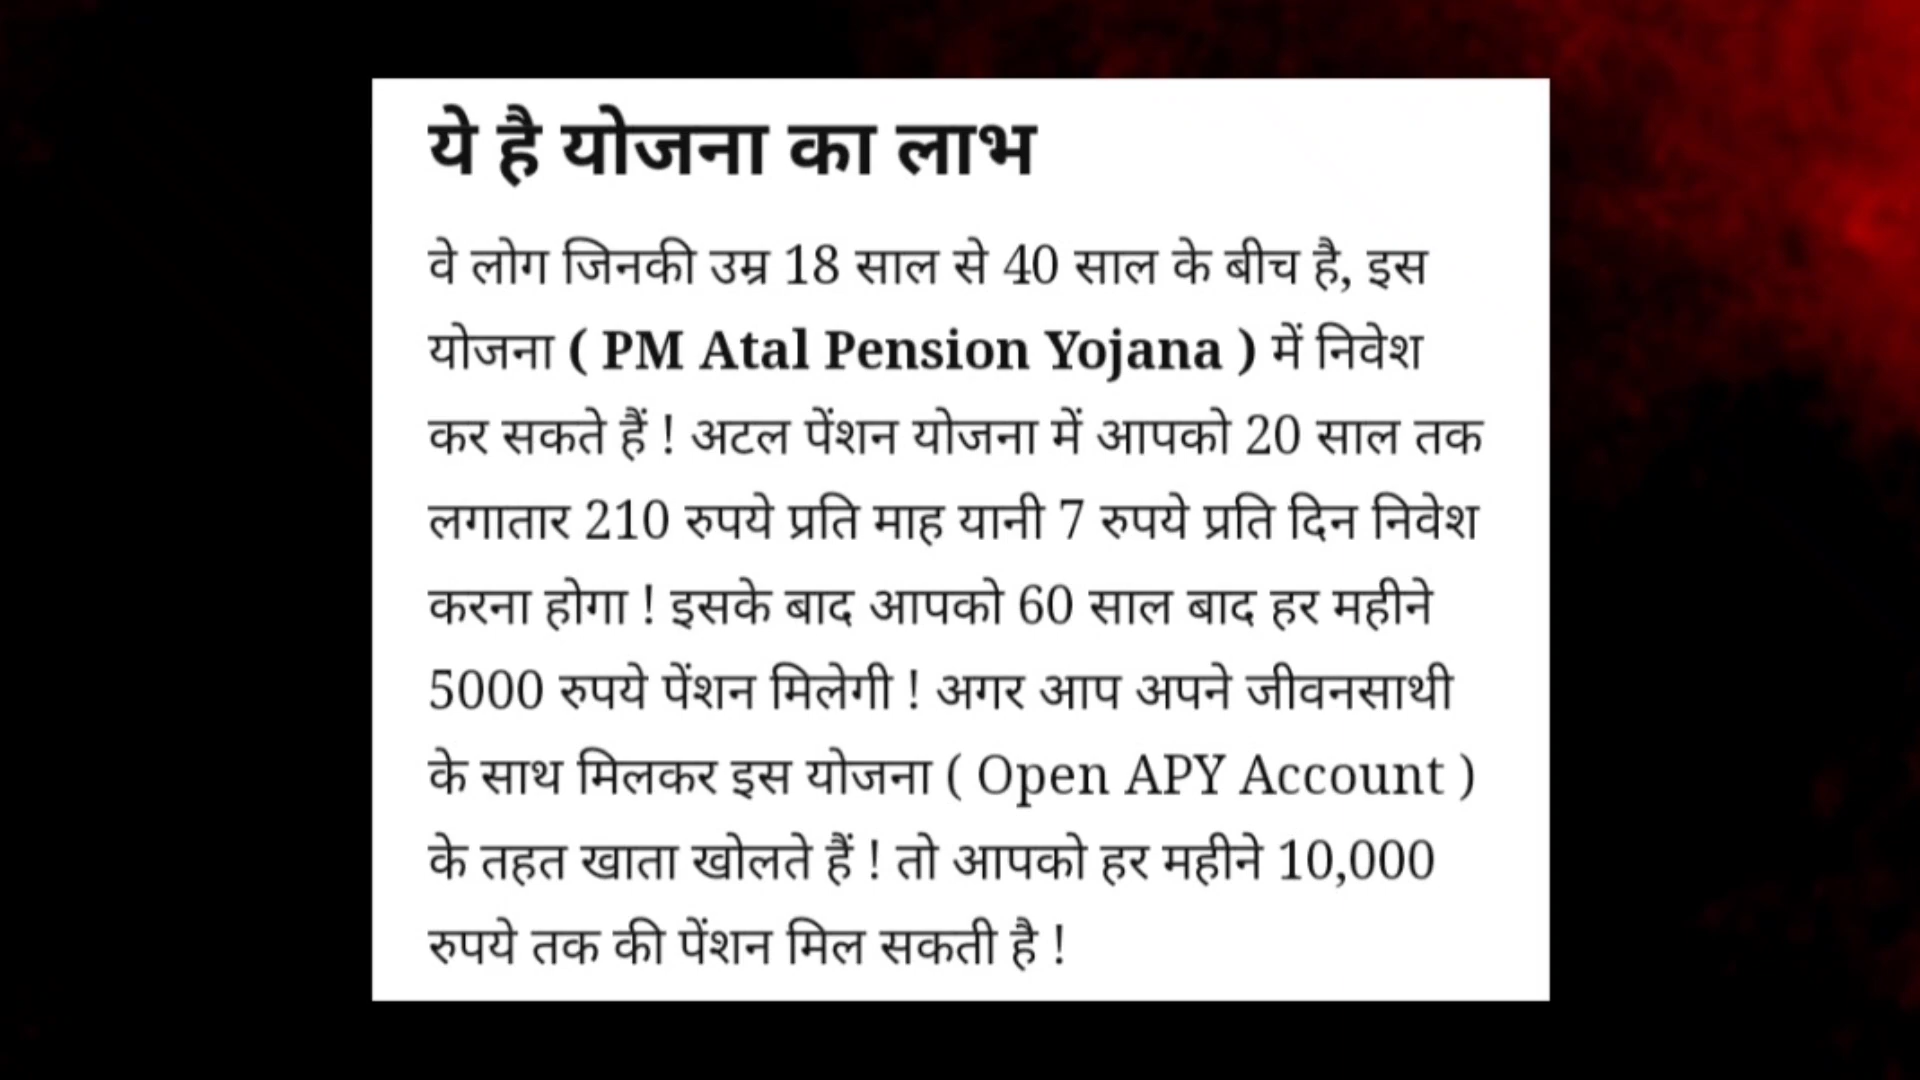 ये है योजना का लाभ
वे लोग जिनकी उम्र 18 साल से 40 साल के बीच है, इस
योजना ( PM Atal Pension Yojana ) में निवेश
कर सकते हैं ! अटल पेंशन योजना में आपको 20 साल तक
लगातार 210 रुपये प्रति माह यानी 7 रुपये प्रति दिन निवेश
करना होगा ! इसके बाद आपको 60 साल बाद हर महीने
5000 रुपये पेंशन मिलेगी ! अगर आप अपने जीवनसाथी
के साथ मिलकर इस योजना ( Open APY Account )
के तहत खाता खोलते हैं ! तो आपको हर महीने 10,000
रुपये तक की पेंशन मिल सकती है !